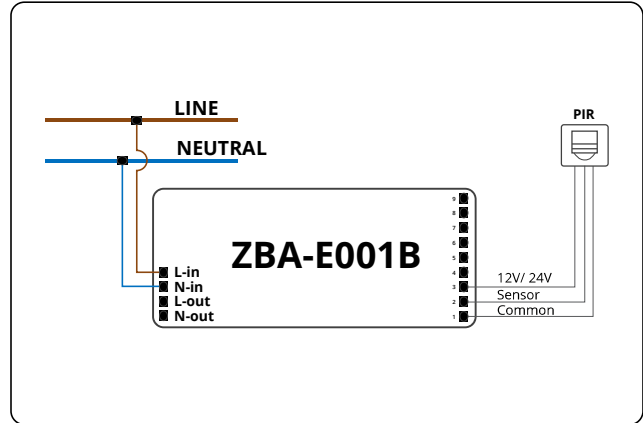 LINE
PIR
NEUTRAL
ZBA-E001B
9
8
7
6
5
4
3
2
1
L-in
N-in
L-out
N-out
12V/ 24V
Sensor
Common